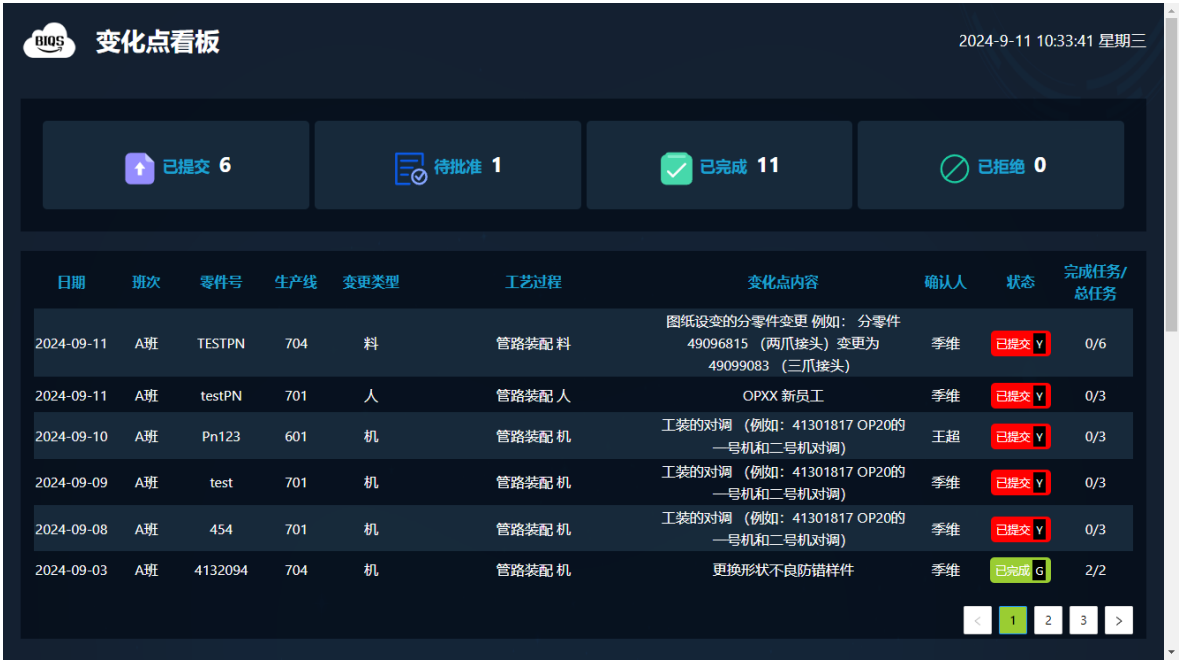 BIQS 变化点看板 2024-9-11 10:33:41 星期三
已提交 6 待批准 1 已完成 11 已拒绝 0
日期 班次 零件号 生产线 变更类型 工艺过程 变化点内容 确认人 状态 完成任务/
总任务
图纸设变的分零件变更 例如： 分零件
2024-09-11 A班 TESTPN 704 料 管路装配 料 49096815 （两爪接头）变更为 季维 已提交 Y 0/6
49099083 （三爪接头）
2024-09-11 A班 testPN 701 人 管路装配 人 OPXX 新员工 季维 已提交 Y 0/3
工装的对调 （例如：41301817 OP20的
2024-09-10 A班 Pn123 601 机 管路装配 机 王超 已提交 Y 0/3
一号机和二号机对调）
工装的对调 （例如：41301817 OP20的
2024-09-09 A班 test 701 机 管路装配 机 季维 已提交 Y 0/3
一号机和二号机对调）
工装的对调 （例如：41301817 OP20的
2024-09-08 A班 454 701 机 管路装配 机 季维 已提交 Y 0/3
一号机和二号机对调）
2024-09-03 A班 4132094 704 机 管路装配 机 更换形状不良防错样件 季维 已完成 G 2/2
< 1 2 3 >